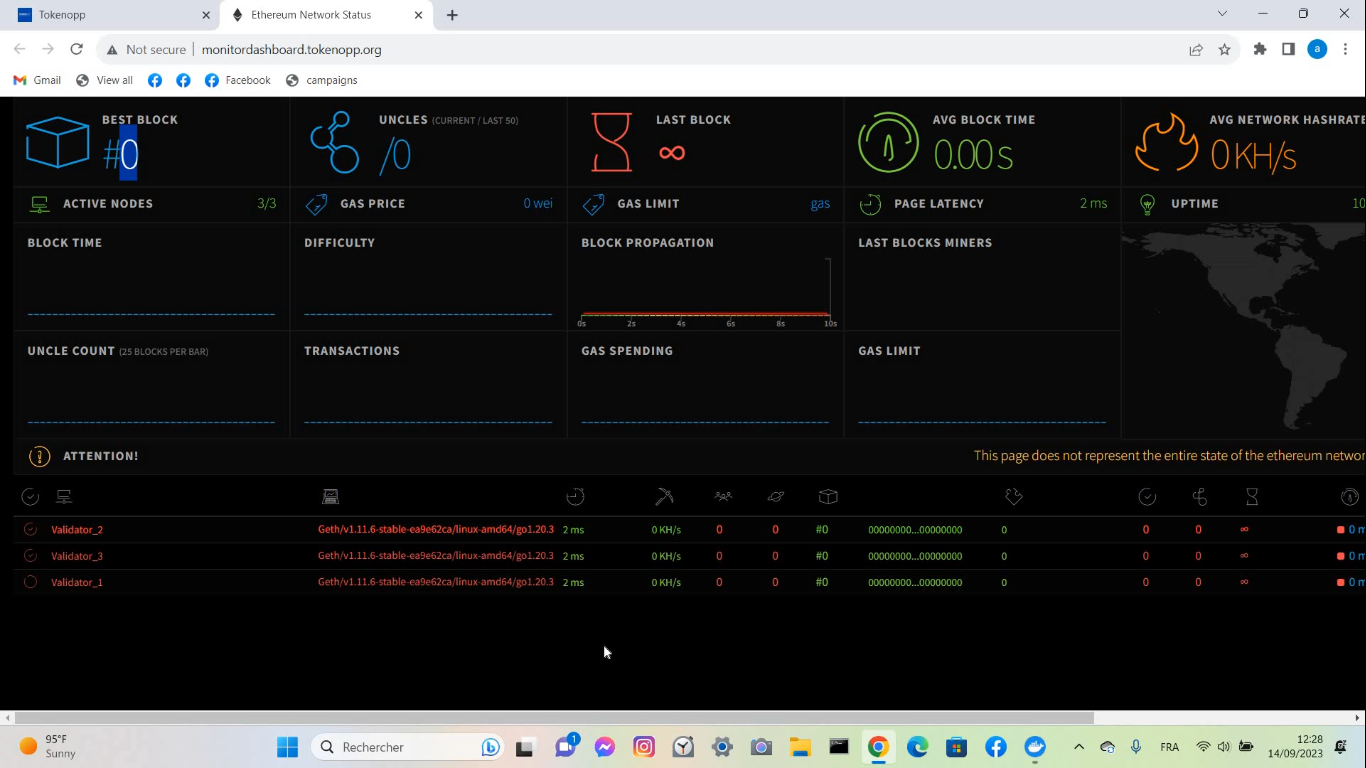 Tokenopp
Ethereum Network Status
Not secure
monitordashboard.tokenopp.org
a
Gmail
View all
Facebook
campaigns
BEST BLOCK
#0
UNCLES (CURRENT / LAST 50)
/0
LAST BLOCK
∞
AVG BLOCK TIME
0.00 s
AVG NETWORK HASHRATE
0 KH/s
ACTIVE NODES 3/3
GAS PRICE 0 wei
GAS LIMIT gas
PAGE LATENCY 2 ms
UPTIME 10
BLOCK TIME
DIFFICULTY
BLOCK PROPAGATION
0s 2s 4s 6s 8s 10s
LAST BLOCKS MINERS
UNCLE COUNT (25 BLOCKS PER BAR)
TRANSACTIONS
GAS SPENDING
GAS LIMIT
ATTENTION!
This page does not represent the entire state of the ethereum networ
Validator_2 Geth/v1.11.6-stable-ea9e62ca/linux-amd64/go1.20.3 2 ms 0 KH/s 0 0 #0 00000000...00000000 0 0 0 ∞ 0 m
Validator_3 Geth/v1.11.6-stable-ea9e62ca/linux-amd64/go1.20.3 2 ms 0 KH/s 0 0 #0 00000000...00000000 0 0 0 ∞ 0 m
Validator_1 Geth/v1.11.6-stable-ea9e62ca/linux-amd64/go1.20.3 2 ms 0 KH/s 0 0 #0 00000000...00000000 0 0 0 ∞ 0 m
95°F
Sunny
Rechercher
1
FRA
12:28
14/09/2023